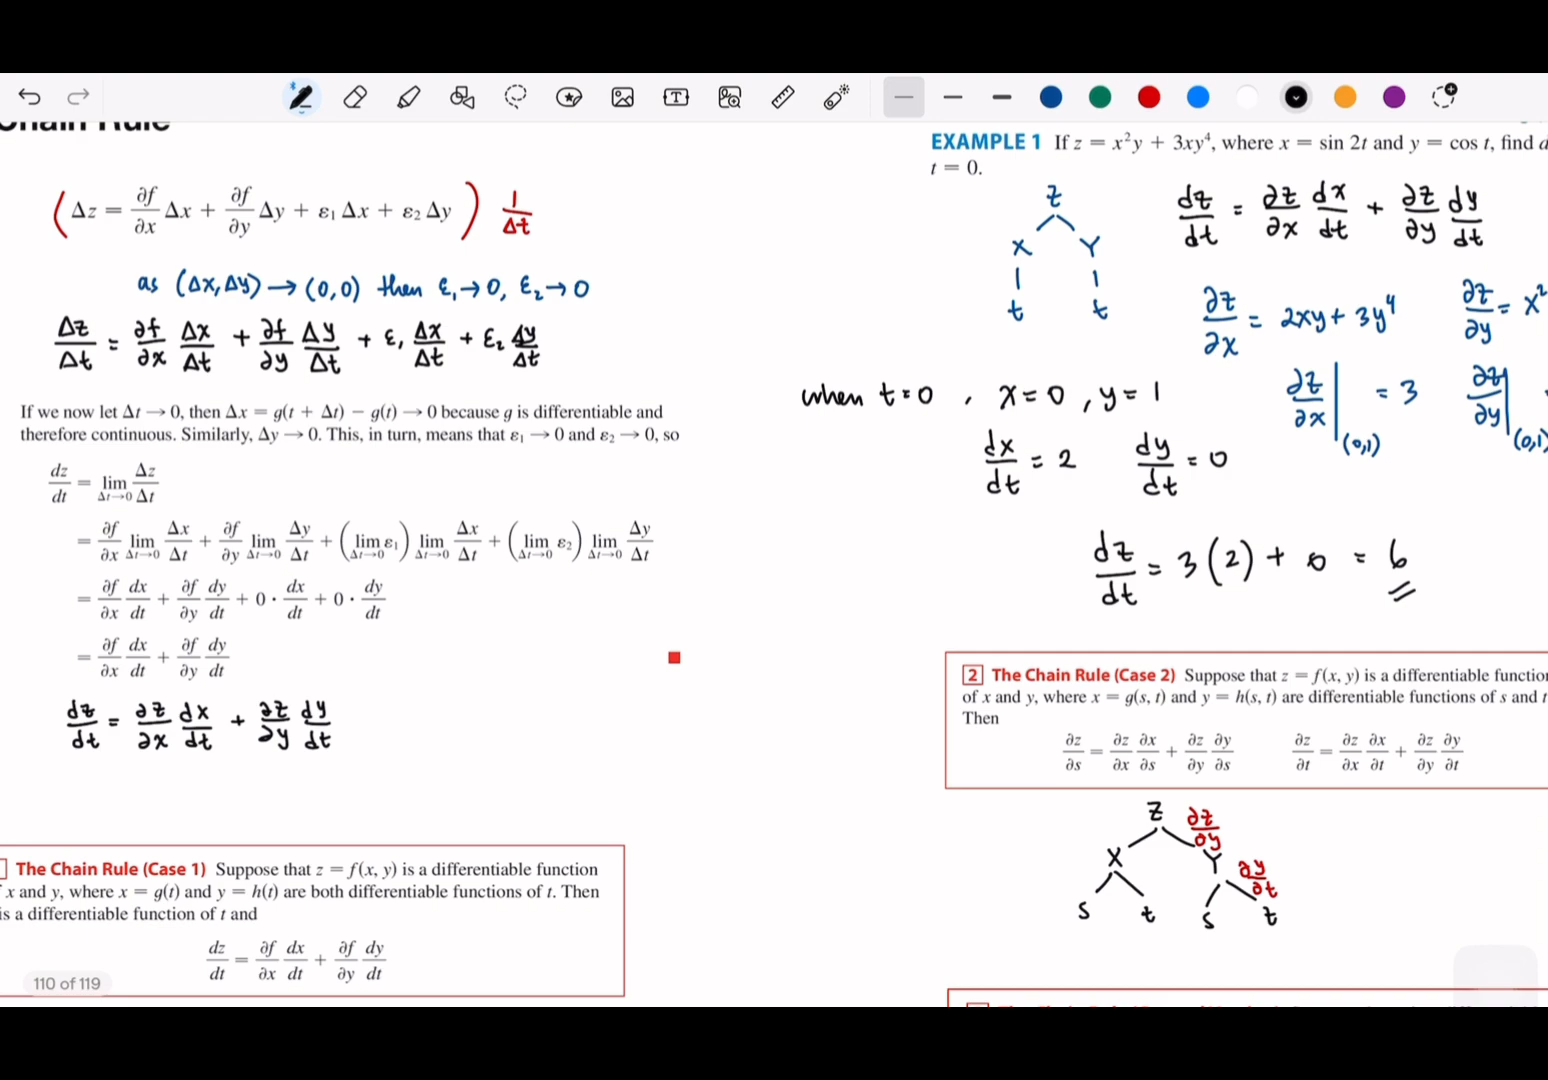 ( Δz = ∂f/∂x Δx + ∂f/∂y Δy + ε₁ Δx + ε₂ Δy ) 1/Δt
as (Δx, Δy) → (0,0) then ε₁ → 0, ε₂ → 0
Δz/Δt = ∂f/∂x Δx/Δt + ∂f/∂y Δy/Δt + ε₁ Δx/Δt + ε₂ Δy/Δt
If we now let Δt → 0, then Δx = g(t + Δt) − g(t) → 0 because g is differentiable and
therefore continuous. Similarly, Δy → 0. This, in turn, means that ε₁ → 0 and ε₂ → 0, so
dz/dt = lim Δt→0 Δz/Δt
= ∂f/∂x lim Δt→0 Δx/Δt + ∂f/∂y lim Δt→0 Δy/Δt + (lim Δt→0 ε₁) lim Δt→0 Δx/Δt + (lim Δt→0 ε₂) lim Δt→0 Δy/Δt
= ∂f/∂x dx/dt + ∂f/∂y dy/dt + 0 · dx/dt + 0 · dy/dt
= ∂f/∂x dx/dt + ∂f/∂y dy/dt
dz/dt = ∂z/∂x dx/dt + ∂z/∂y dy/dt
The Chain Rule (Case 1) Suppose that z = f(x, y) is a differentiable function
x and y, where x = g(t) and y = h(t) are both differentiable functions of t. Then
is a differentiable function of t and
dz/dt = ∂f/∂x dx/dt + ∂f/∂y dy/dt
110 of 119
EXAMPLE 1 If z = x²y + 3xy⁴, where x = sin 2t and y = cos t, find
t = 0.
z
x y
t t
dz/dt = ∂z/∂x dx/dt + ∂z/∂y dy/dt
∂z/∂x = 2xy + 3y⁴ ∂z/∂y = x²
∂z/∂x |(0,1) = 3 ∂z/∂y |(0,1)
when t = 0 , x = 0 , y = 1
dx/dt = 2 dy/dt = 0
dz/dt = 3(2) + 0 = 6
2 The Chain Rule (Case 2) Suppose that z = f(x, y) is a differentiable
of x and y, where x = g(s, t) and y = h(s, t) are differentiable functions of s and t
Then
∂z/∂s = ∂z/∂x ∂x/∂s + ∂z/∂y ∂y/∂s ∂z/∂t = ∂z/∂x ∂x/∂t + ∂z/∂y ∂y/∂t
z ∂z/∂y
x y ∂y/∂t
s t s t